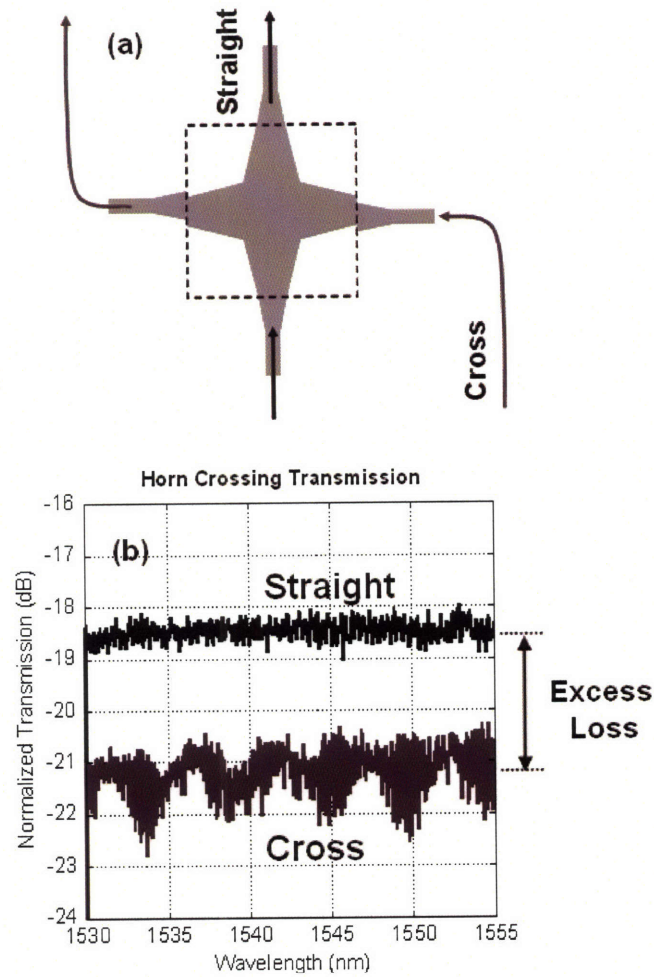 (a)
Straight
Cross
Horn Crossing Transmission
Normalized Transmission (dB)
-16
-17
-18
-19
-20
-21
-22
-23
-24
(b)
Straight
Cross
Excess
Loss
1530
1535
1540
1545
1550
1555
Wavelength (nm)